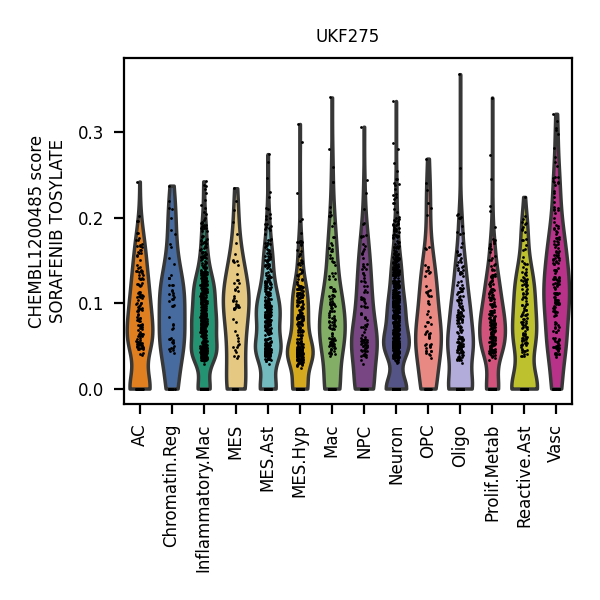 UKF275
CHEMBL1200485 score
SORAFENIB TOSYLATE
0.3
0.2
0.1
0.0
AC
Chromatin.Reg
Inflammatory.Mac
MES
MES.Ast
MES.Hyp
Mac
NPC
Neuron
OPC
Oligo
Prolif.Metab
Reactive.Ast
Vasc